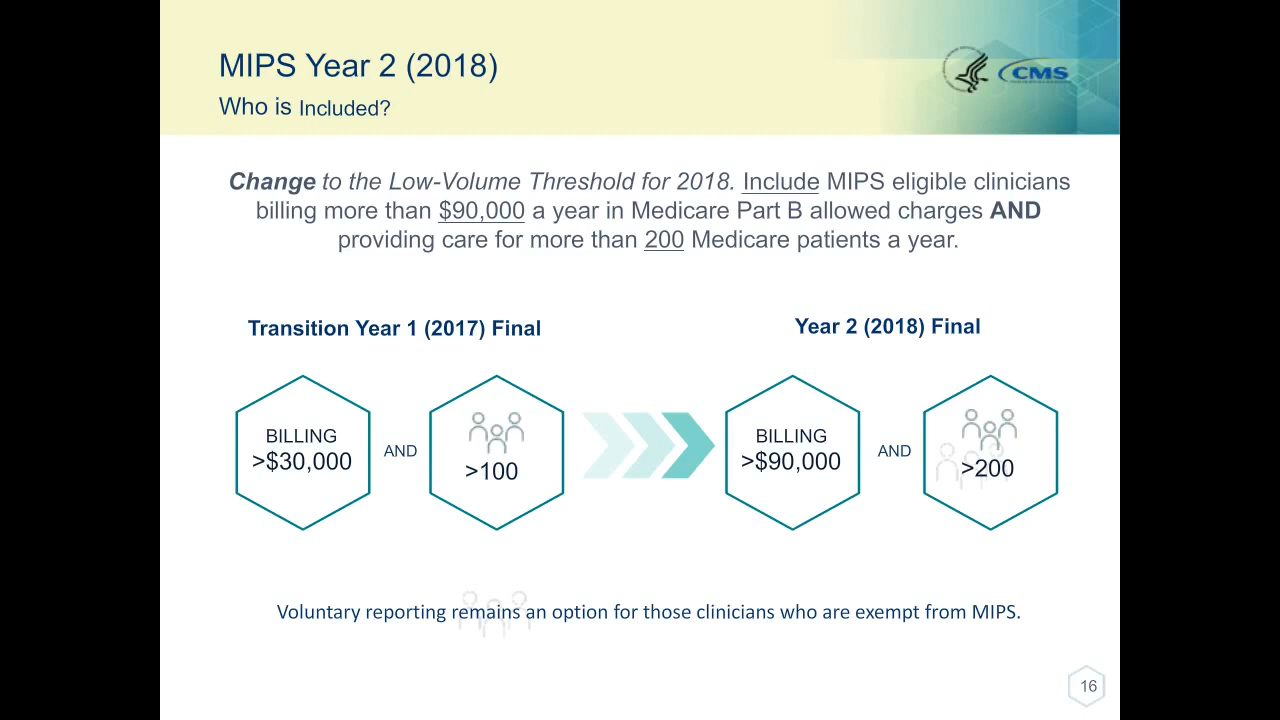 MIPS Year 2 (2018)
Who is Included?
CMS
Change to the Low-Volume Threshold for 2018. Include MIPS eligible clinicians
billing more than $90,000 a year in Medicare Part B allowed charges AND
providing care for more than 200 Medicare patients a year.
Transition Year 1 (2017) Final
Year 2 (2018) Final
BILLING
>$30,000
AND
>100
BILLING
>$90,000
AND
>200
Voluntary reporting remains an option for those clinicians who are exempt from MIPS.
16